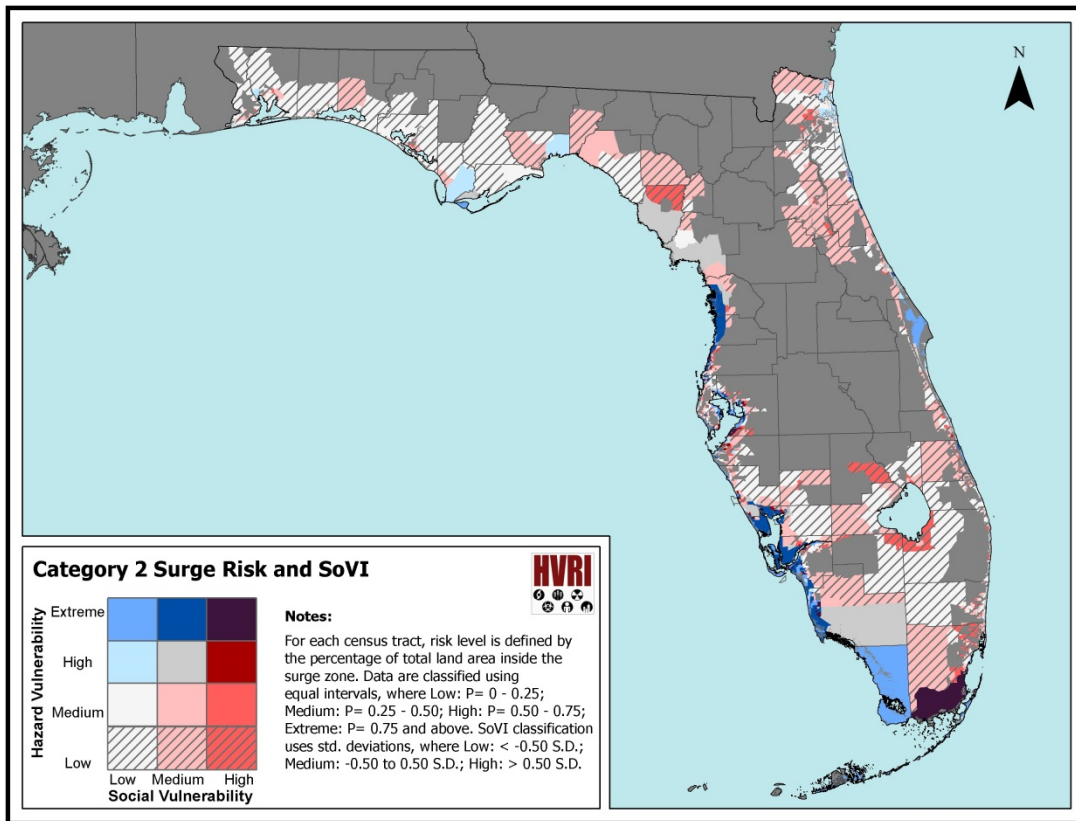 N
Category 2 Surge Risk and SoVI
HVRI
Hazard Vulnerability
Extreme
High
Medium
Low
Low
Medium
High
Social Vulnerability
Notes:
For each census tract, risk level is defined by
the percentage of total land area inside the
surge zone. Data are classified using
equal intervals, where Low: P= 0 - 0.25;
Medium: P= 0.25 - 0.50; High: P= 0.50 - 0.75;
Extreme: P= 0.75 and above. SoVI classification
uses std. deviations, where Low: < -0.50 S.D.;
Medium: -0.50 to 0.50 S.D.; High: > 0.50 S.D.